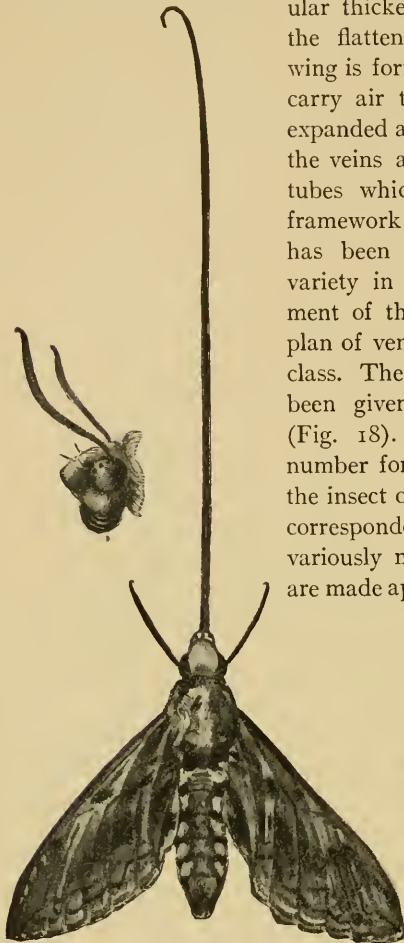 ular thicke
the flatten
wing is for
carry air t
expanded a
the veins a
tubes whic
framework
has been
variety in
ment of th
plan of ver
class. The
been given
(Fig. 18).
number for
the insect o
correspond
variously n
are made ap